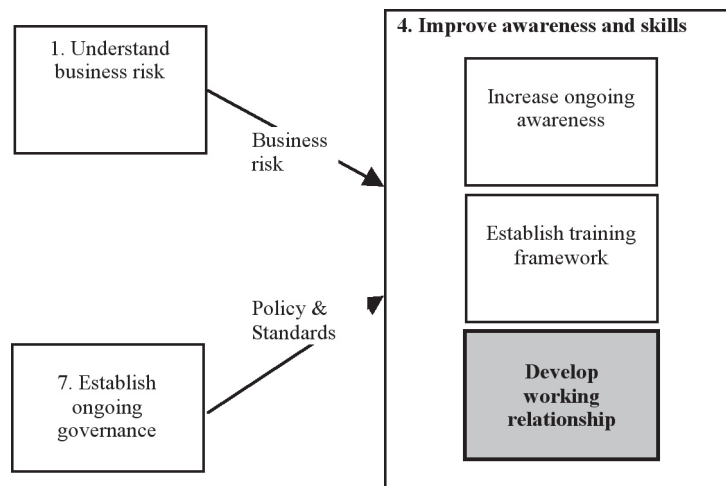 1. Understand
business risk
Business
risk
Policy &
Standards
7. Establish
ongoing
governance
4. Improve awareness and skills
Increase ongoing
awareness
Establish training
framework
Develop
working
relationship